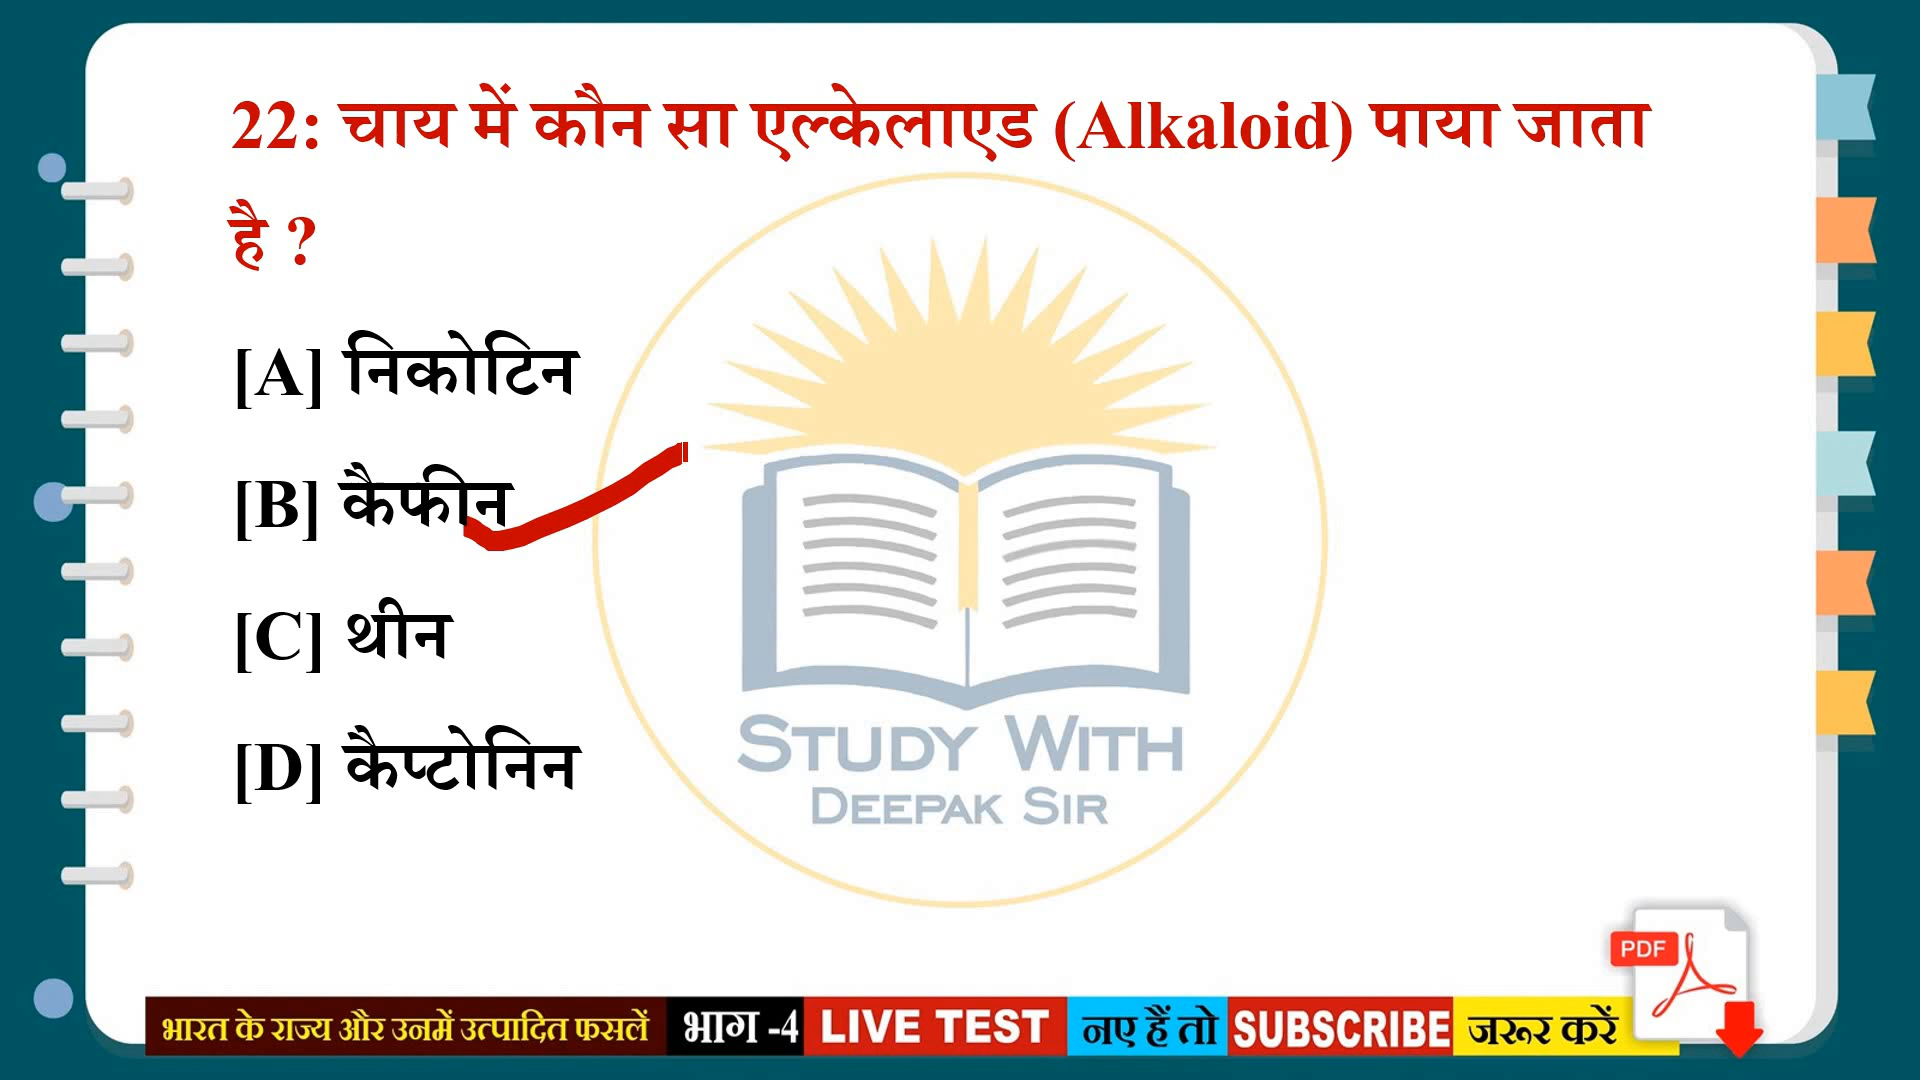 22: चाय में कौन सा एल्केलाएड (Alkaloid) पाया जाता
है ?
[A] निकोटिन
[B] कैफीन
[C] थीन
[D] कैप्टोनिन
STUDY WITH
DEEPAK SIR
PDF
भारत के राज्य और उनमें उत्पादित फसलें भाग -4 LIVE TEST नए हैं तो SUBSCRIBE जरूर करें